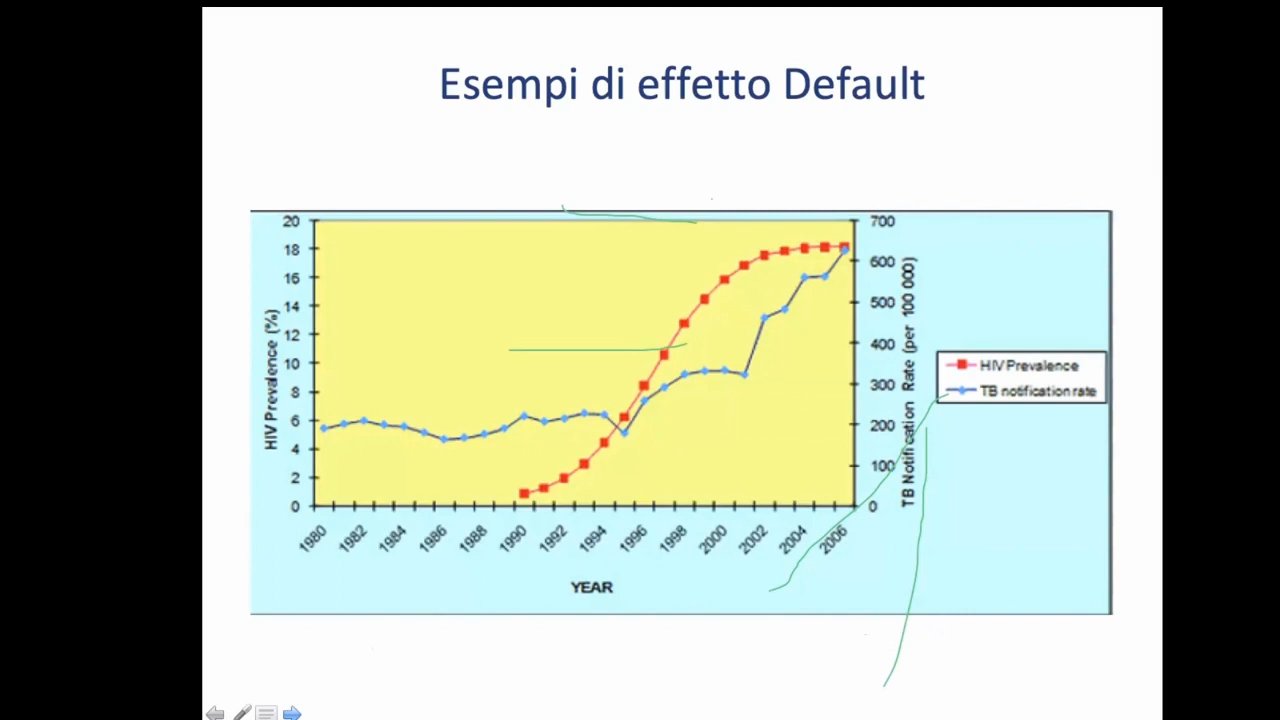 Esempi di effetto Default
20
18
16
14
12
10
8
6
4
2
0
HIV Prevalence (%)
700
600
500
400
300
200
100
0
TB Notification Rate (per 100 000)
HIV Prevalence
TB notification rate
1980 1982 1984 1986 1988 1990 1992 1994 1996 1998 2000 2002 2004 2006
YEAR